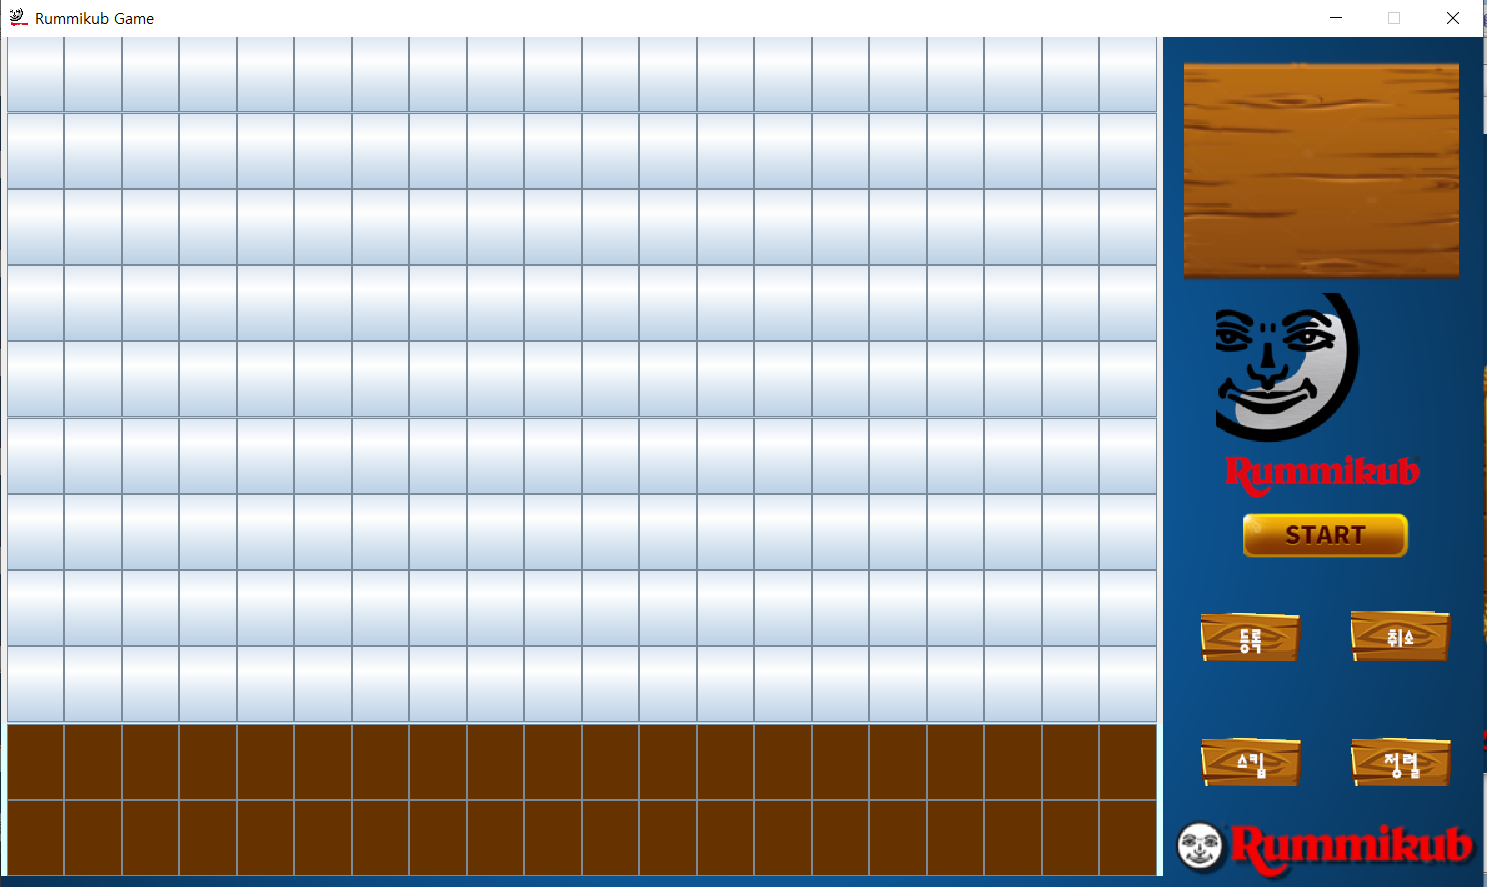 Rummikub Game
Rummikub
START
등록
취소
스킵
정렬
Rummikub